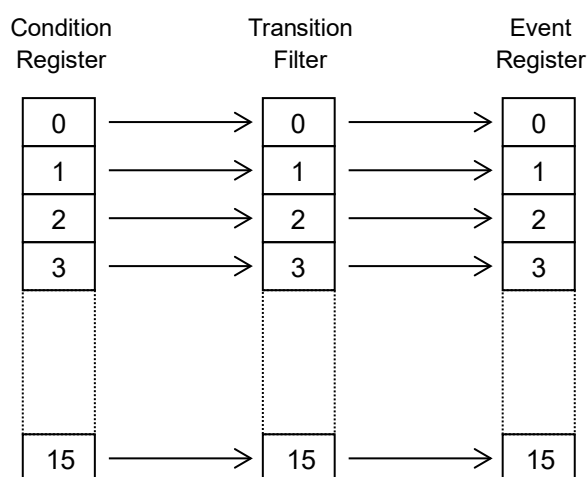 Condition Register
Transition Filter
Event Register
0 0 0
1 1 1
2 2 2
3 3 3
15 15 15